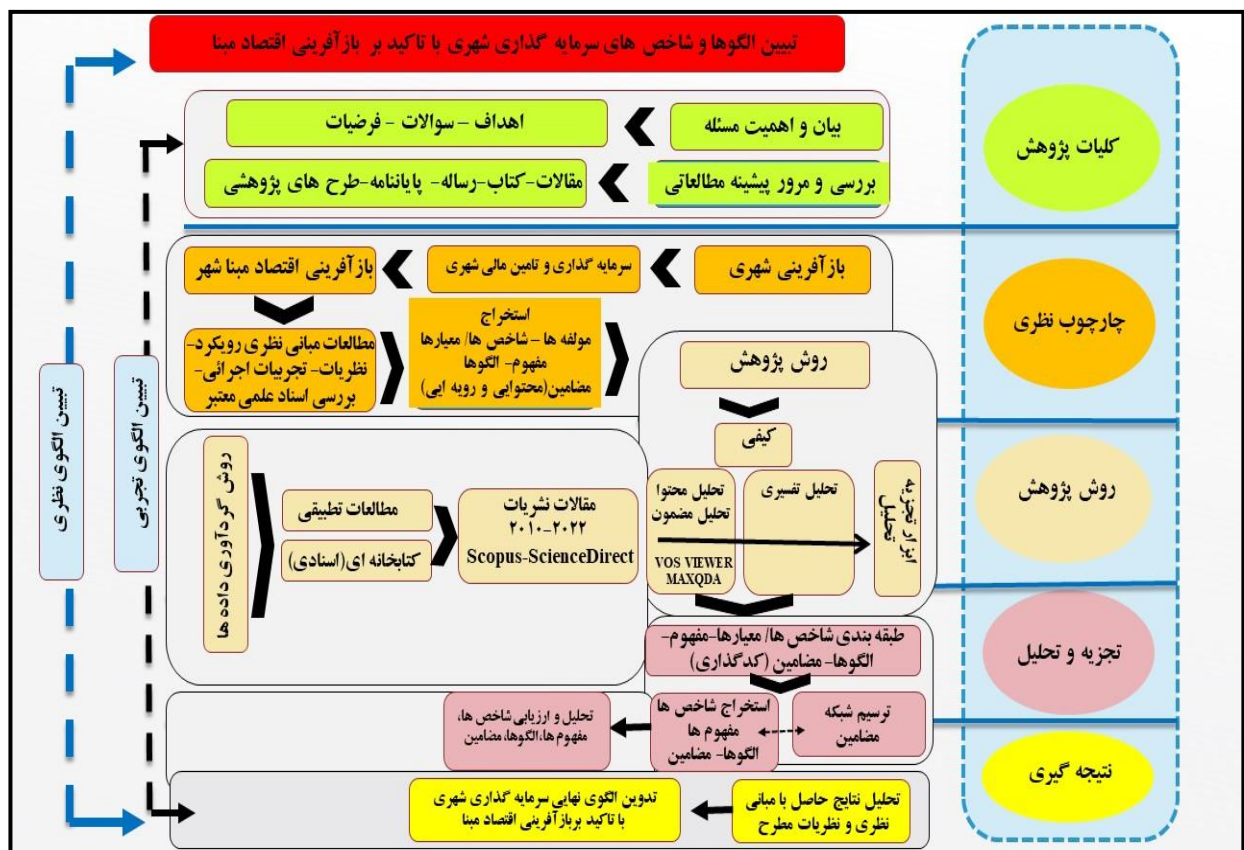 تبیین الگوها و شاخص های سرمایه گذاری شهری با تاکید بر بازآفرینی اقتصاد مبنا
کلیات پژوهش
بیان و اهمیت مسئله
اهداف - سوالات - فرضیات
بررسی و مرور پیشینه مطالعاتی
مقالات-کتاب-رساله- پایاننامه-طرح های پژوهشی
چارچوب نظری
بازآفرینی شهری
سرمایه گذاری و تامین مالی شهری
بازآفرینی اقتصاد مبنا شهر
مطالعات مبانی نظری رویکرد-
نظریات- تجربیات اجرائی-
بررسی اسناد علمی معتبر
استخراج
مولفه ها - شاخص ها/ معیارها
مفهوم- الگوها
مضامین(محتوایی و رویه ایی)
روش پژوهش
روش پژوهش
کیفی
تحلیل محتوا
تحلیل مضمون
VOS VIEWER
MAXQDA
تحلیل تفسیری
ابزار تجزیه
تحلیل
روش گردآوری داده ها
مطالعات تطبیقی
کتابخانه ای(اسنادی)
مقالات نشریات
۲۰۱۰-۲۰۲۲
Scopus-ScienceDirect
تجزیه و تحلیل
طبقه بندی شاخص ها/ معیارها-مفهوم-
الگوها- مضامین (کدگذاری)
ترسیم شبکه
مضامین
استخراج شاخص ها
مفهوم ها
الگوها- مضامین
تحلیل و ارزیابی شاخص ها،
مفهوم ها،الگوها، مضامین
نتیجه گیری
تحلیل نتایج حاصل با مبانی
نظری و نظریات مطرح
تدوین الگوی نهایی سرمایه گذاری شهری
با تاکید بربازآفرینی اقتصاد مبنا
تبیین الگوی تجربی
تبیین الگوی نظری